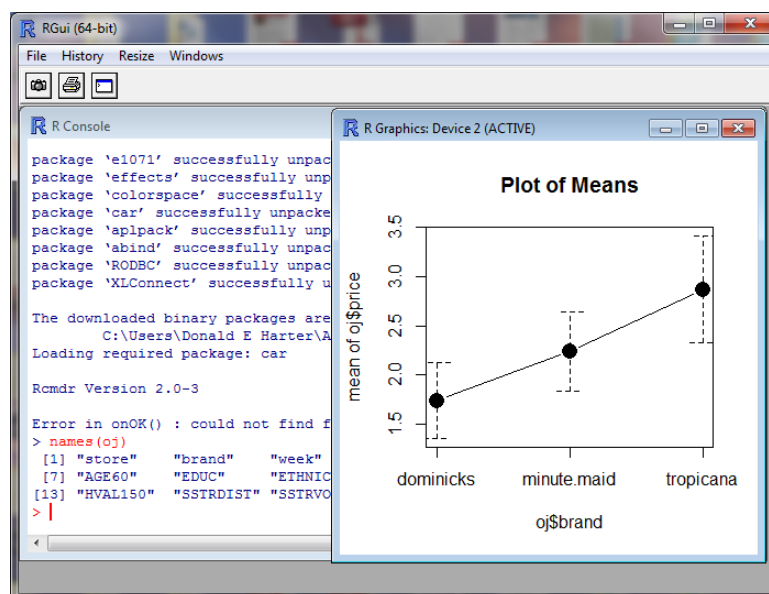 RGui (64-bit)
File History Resize Windows
R Console
package ‘e1071’ successfully unpac
package ‘effects’ successfully unp
package ‘colorspace’ successfully
package ‘car’ successfully unpacke
package ‘aplpack’ successfully unp
package ‘abind’ successfully unpac
package ‘RODBC’ successfully unpac
package ‘XLConnect’ successfully u
The downloaded binary packages are
C:\Users\Donald E Harter\A
Loading required package: car
Rcmdr Version 2.0-3
Error in onOK() : could not find f
> names(oj)
[1] "store" "brand" "week"
[7] "AGE60" "EDUC" "ETHNIC
[13] "HVAL150" "SSTRDIST" "SSTRVO
>
R Graphics: Device 2 (ACTIVE)
Plot of Means
mean of oj$price
3.5
3.0
2.5
2.0
1.5
dominicks minute.maid tropicana
oj$brand